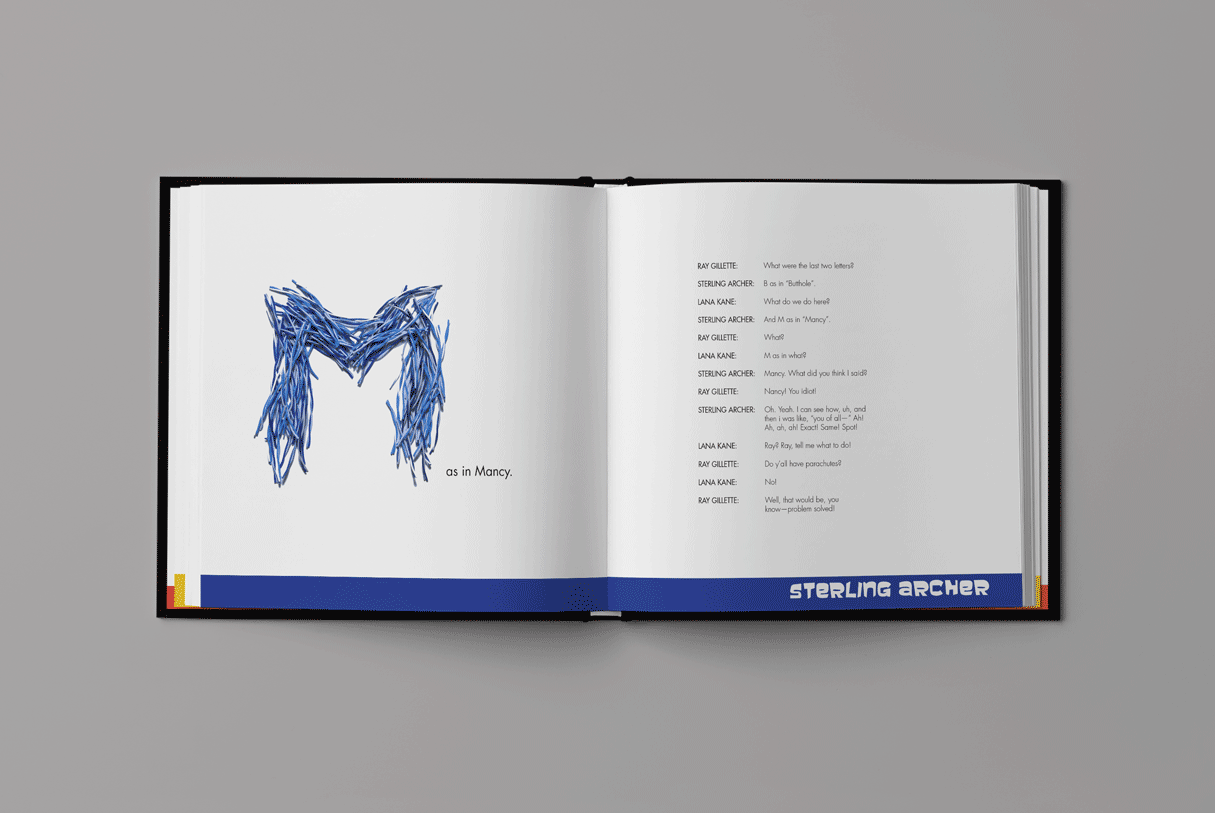 M
as in Mancy.
RAY GILLETTE: What were the last two letters?
STERLING ARCHER: B as in "Butthole".
LANA KANE: What do we do here?
STERLING ARCHER: And M as in "Mancy".
RAY GILLETTE: What?
LANA KANE: M as in what?
STERLING ARCHER: Mancy. What did you think I said?
RAY GILLETTE: Nancy! You idiot!
STERLING ARCHER: Oh. Yeah. I can see how, uh, and
then i was like, "you of all—" Ah!
Ah, ah, ah! Exact! Same! Spot!
LANA KANE: Ray? Ray, tell me what to do!
RAY GILLETTE: Do y'all have parachutes?
LANA KANE: No!
RAY GILLETTE: Well, that would be, you
know—problem solved!
STERLING ARCHER